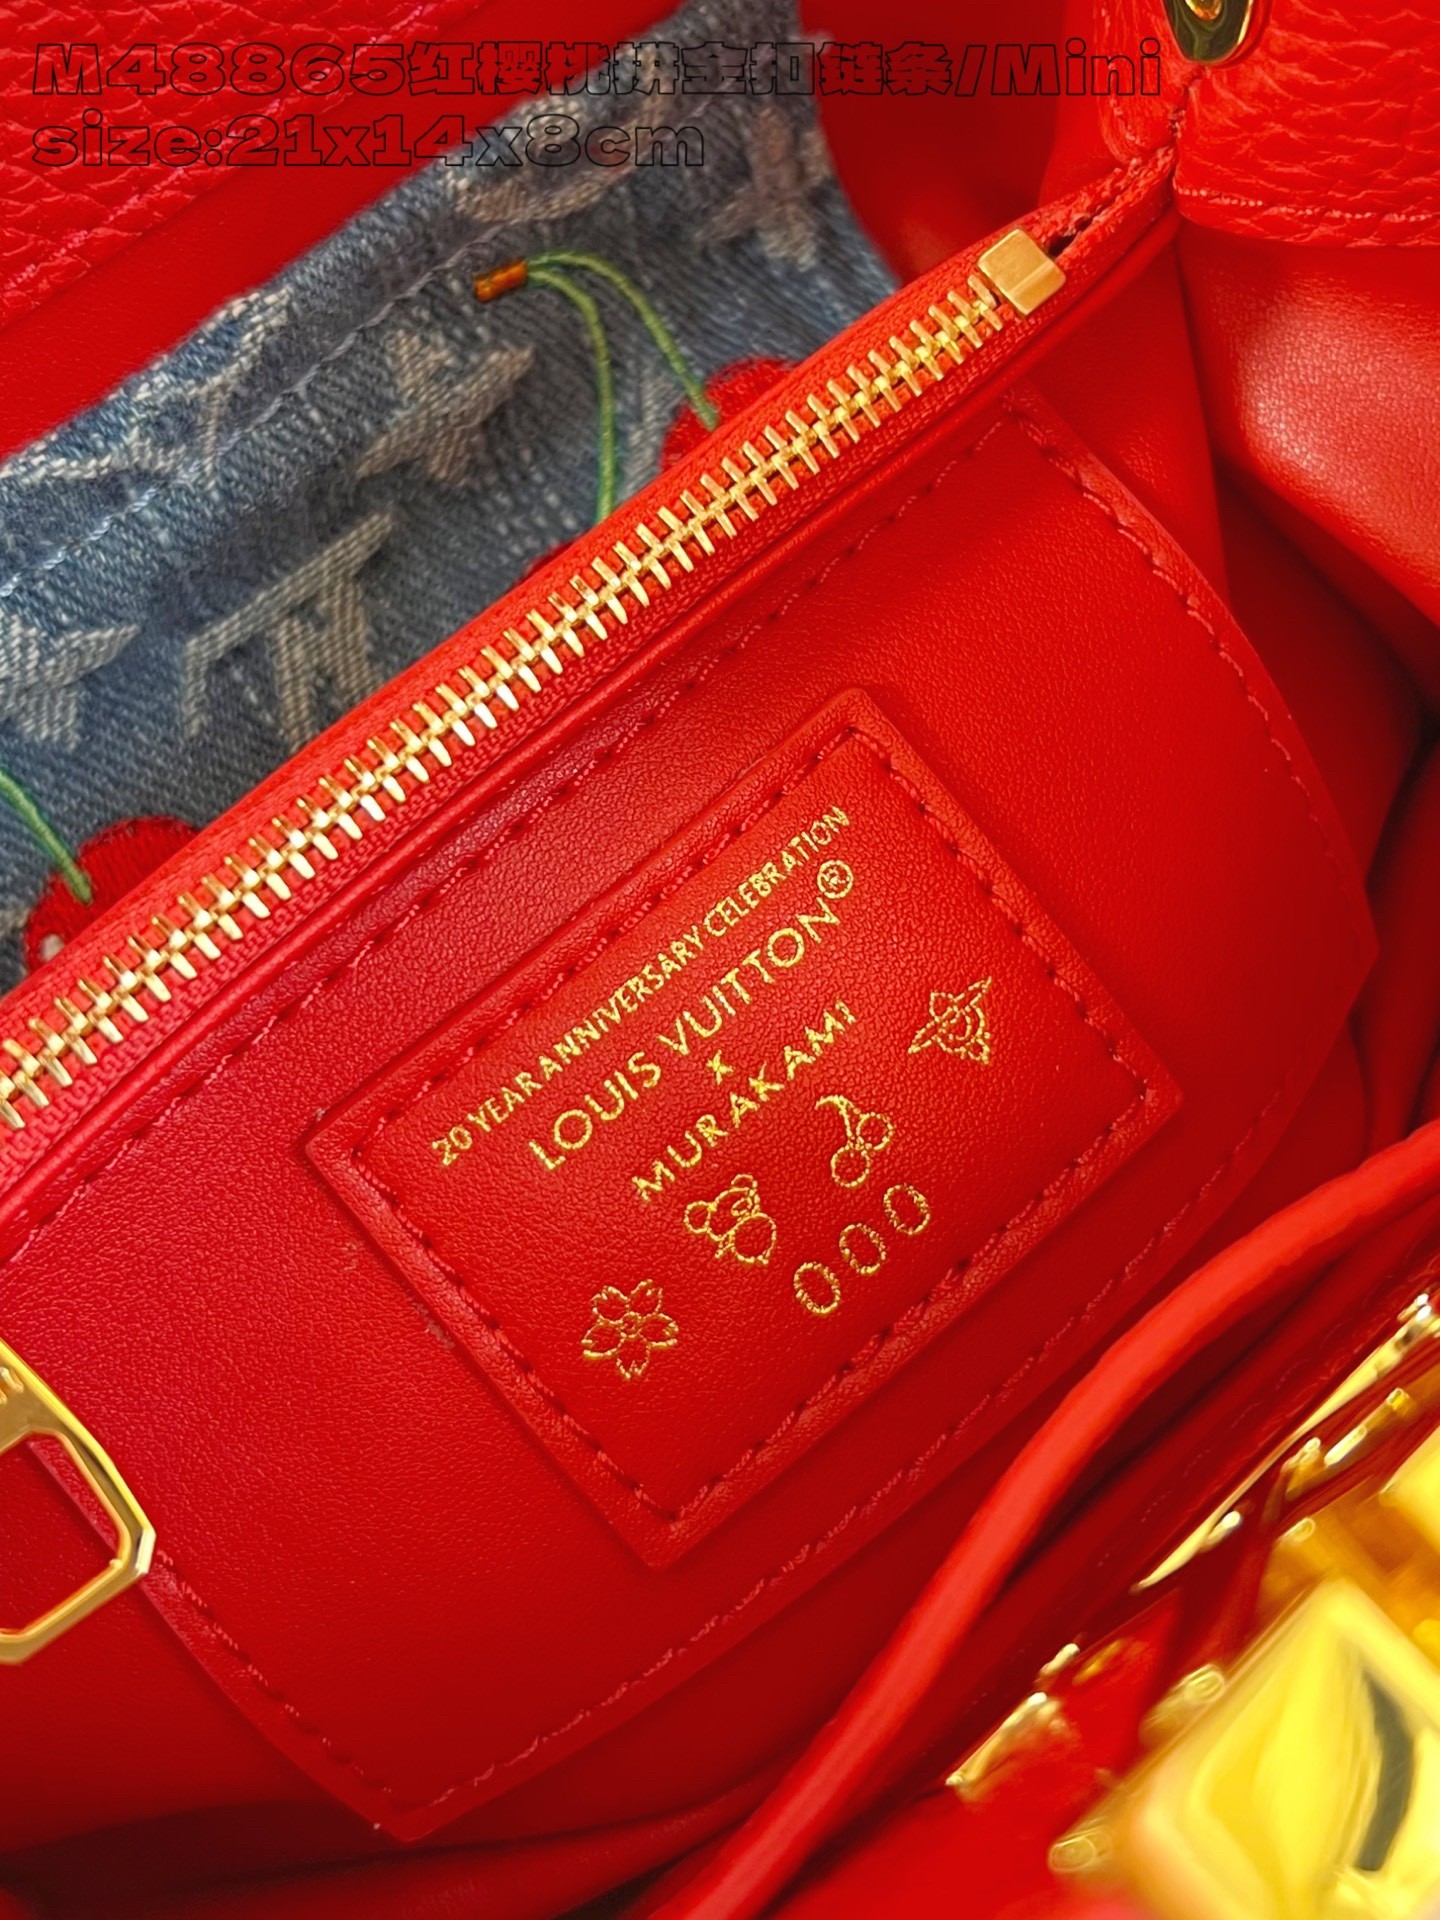 M48865红樱桃拼金扣链条/Mini
size:21x14x8cm
20 YEAR ANNIVERSARY CELEBRATION
LOUIS VUITTON®
X
MURAKAMI
000